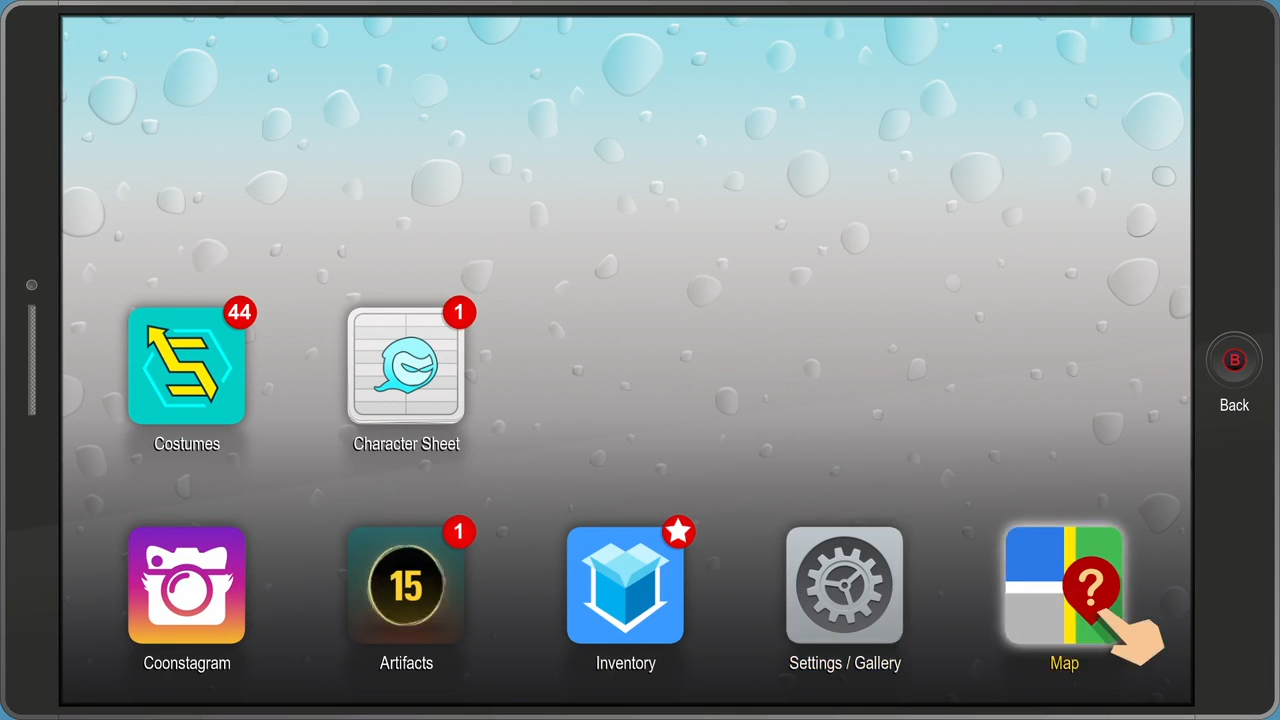 44
1
Costumes
Character Sheet
B
Back
1
15
?
Coonstagram
Artifacts
Inventory
Settings / Gallery
Map